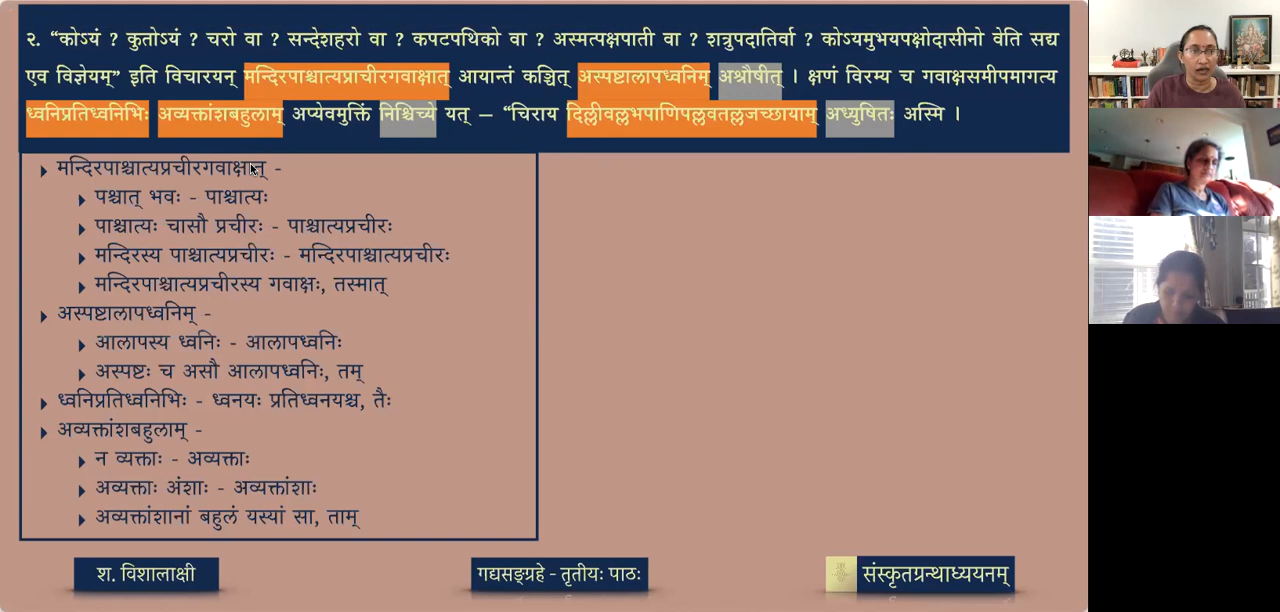 २. “कोऽयं ? कुतोऽयं ? चरो वा ? सन्देशहरो वा ? कपटपथिको वा ? अस्मत्पक्षपाती वा ? शत्रुपदातिर्वा ? कोऽयमुभयपक्षोदासीनो वेति सद्य
एव विज्ञेयम्” इति विचारयन् मन्दिरपाश्चात्यप्राचीरगवाक्षात् आयान्तं कञ्चित् अस्पष्टालापध्वनिम् अश्रौषीत् । क्षणं विरम्य च गवाक्षसमीपमागत्य
ध्वनिप्रतिध्वनिभिः अव्यक्तांशबहुलाम् अप्येवमुक्तिं निश्चिच्ये यत् – “चिराय दिल्लीवल्लभपाणिपल्लवतल्लजच्छायाम् अध्युषितः अस्मि ।
मन्दिरपाश्चात्यप्रचीरगवाक्षात् -
पश्चात् भवः - पाश्चात्यः
पाश्चात्यः चासौ प्रचीरः - पाश्चात्यप्रचीरः
मन्दिरस्य पाश्चात्यप्रचीरः - मन्दिरपाश्चात्यप्रचीरः
मन्दिरपाश्चात्यप्रचीरस्य गवाक्षः, तस्मात्
अस्पष्टालापध्वनिम् -
आलापस्य ध्वनिः - आलापध्वनिः
अस्पष्टः च असौ आलापध्वनिः, तम्
ध्वनिप्रतिध्वनिभिः - ध्वनयः प्रतिध्वनयश्च, तैः
अव्यक्तांशबहुलाम् -
न व्यक्ताः - अव्यक्ताः
अव्यक्ताः अंशाः - अव्यक्तांशाः
अव्यक्तांशानां बहुलं यस्यां सा, ताम्
श. विशालाक्षी
गद्यसङ्ग्रहे - तृतीयः पाठः
संस्कृतग्रन्थाध्ययनम्